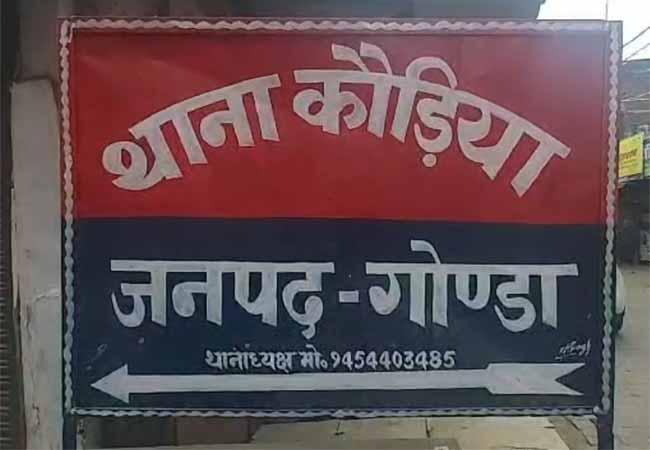 थाना कौड़िया
जनपद - गोण्डा
थानाध्यक्ष मो॰ 9454403485